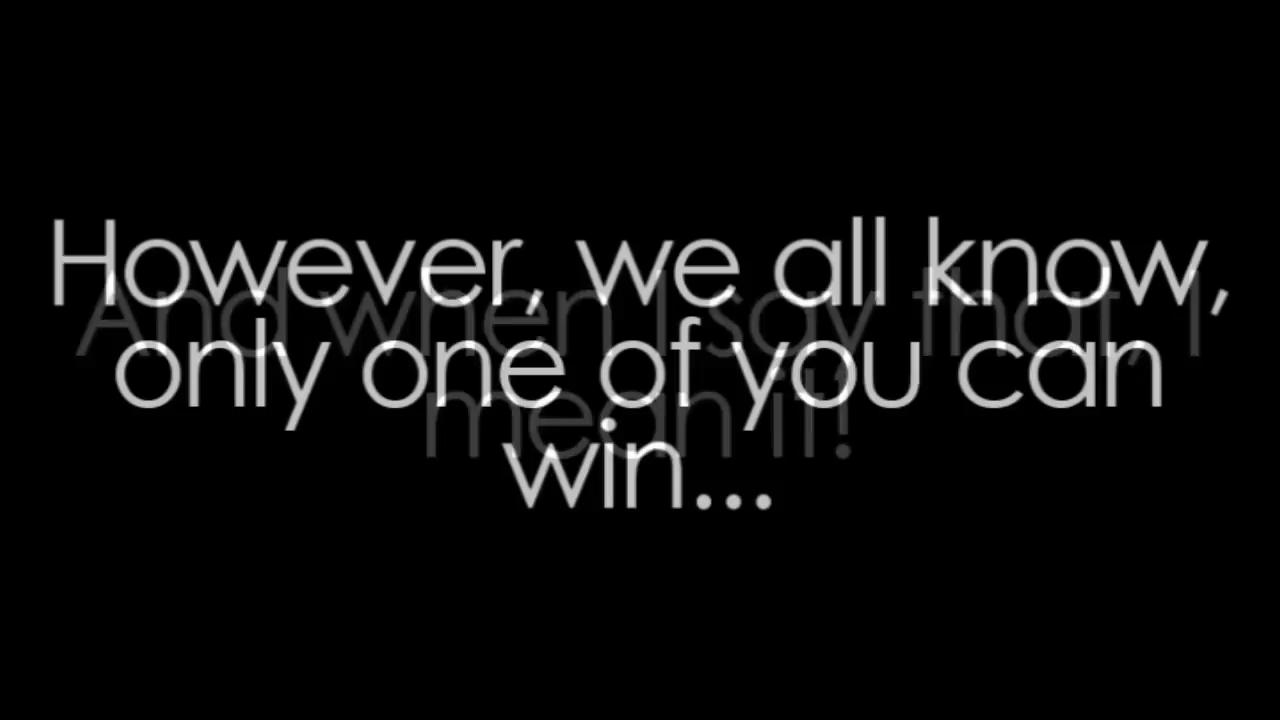 However, we all know,
only one of you can
win...
And when I say that, I
mean it!